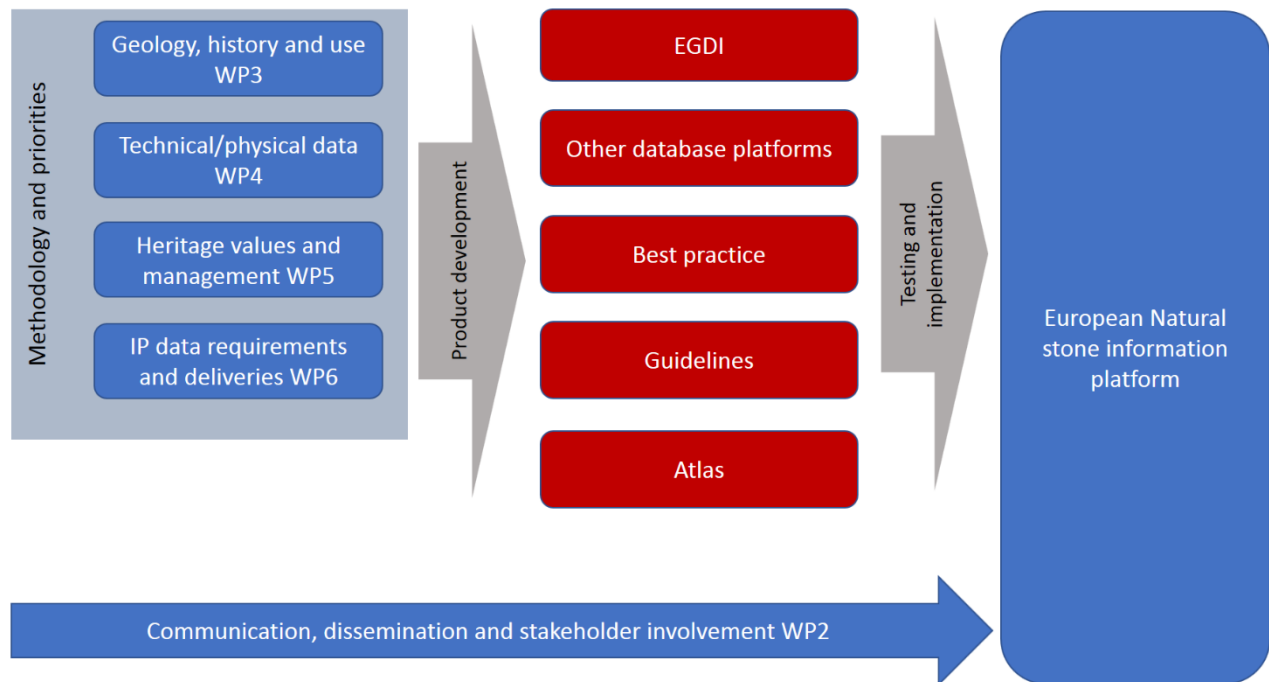 Methodology and priorities
Geology, history and use
WP3
Technical/physical data
WP4
Heritage values and
management WP5
IP data requirements
and deliveries WP6
Product development
EGDI
Other database platforms
Best practice
Guidelines
Atlas
Testing and
implementation
European Natural
stone information
platform
Communication, dissemination and stakeholder involvement WP2